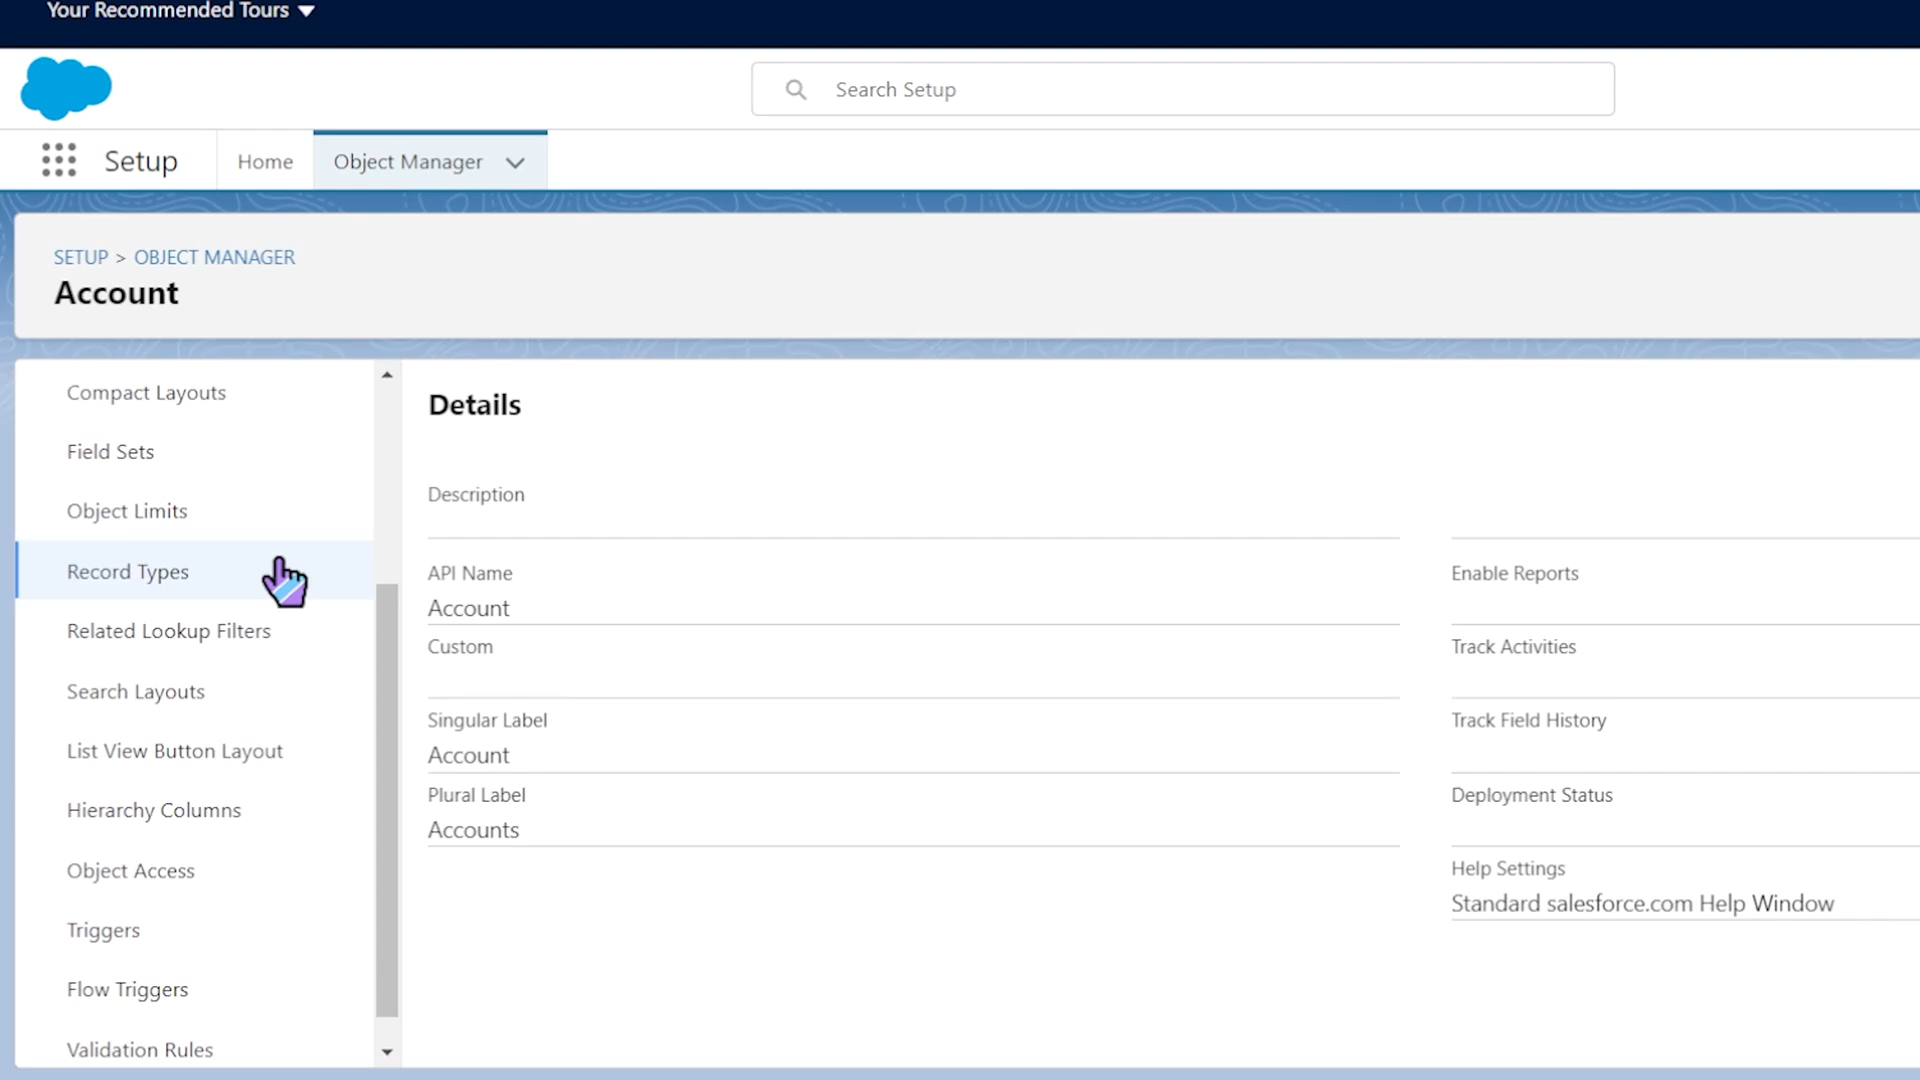 Your Recommended Tours
Search Setup
Setup
Home
Object Manager
SETUP > OBJECT MANAGER
Account
Compact Layouts
Field Sets
Object Limits
Record Types
Related Lookup Filters
Search Layouts
List View Button Layout
Hierarchy Columns
Object Access
Triggers
Flow Triggers
Validation Rules
Details
Description
API Name
Account
Custom
Singular Label
Account
Plural Label
Accounts
Enable Reports
Track Activities
Track Field History
Deployment Status
Help Settings
Standard salesforce.com Help Window